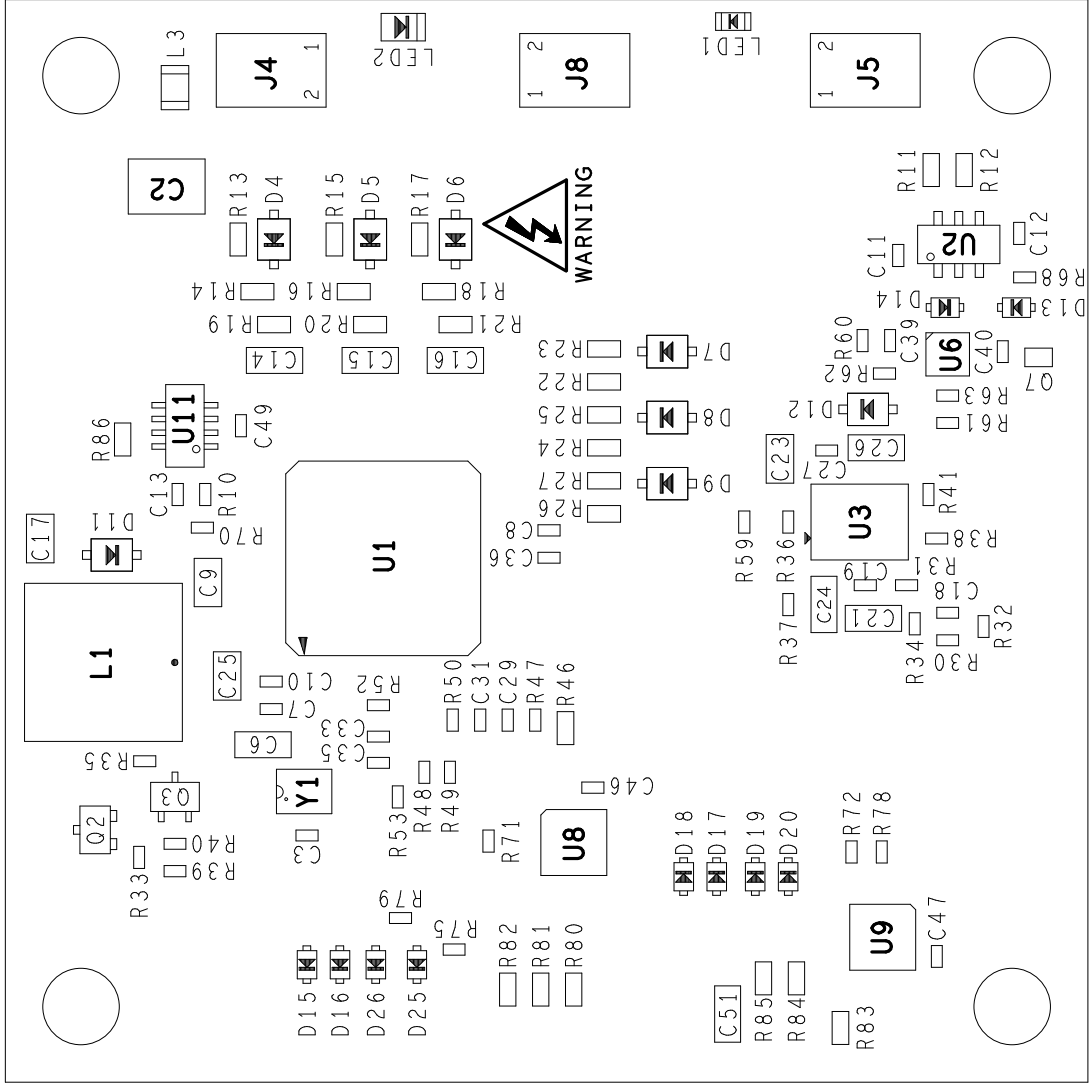 L3
J4
1
2
LED2
J8
1
2
LED1
J5
1
2
C2
R13
D4
R15
D5
R17
D6
WARNING
R11
R12
U2
C11
C12
R68
R14
R16
R18
D14
D13
R19
R20
R21
R60
C39
U6
C40
Q7
C14
C15
C16
R23
D7
R62
R22
R63
R86
U11
C49
R25
D8
D12
R61
R24
C23
C26
C27
C13
R10
R27
D9
R41
C17
D11
R70
R26
C8
R59
R36
U3
R38
U1
C36
C9
C19
R31
R37
C24
C21
C18
R34
R30
R32
L1
C25
C10
C7
R52
R50
C31
C29
R47
R46
C6
C33
C35
R35
Q3
Y1
R53
R48
R49
C46
Q2
R40
C3
R71
U8
D18
D17
D19
D20
R72
R78
R33
R39
R79
R75
R82
R81
R80
U9
C47
D15
D16
D26
D25
C51
R85
R84
R83